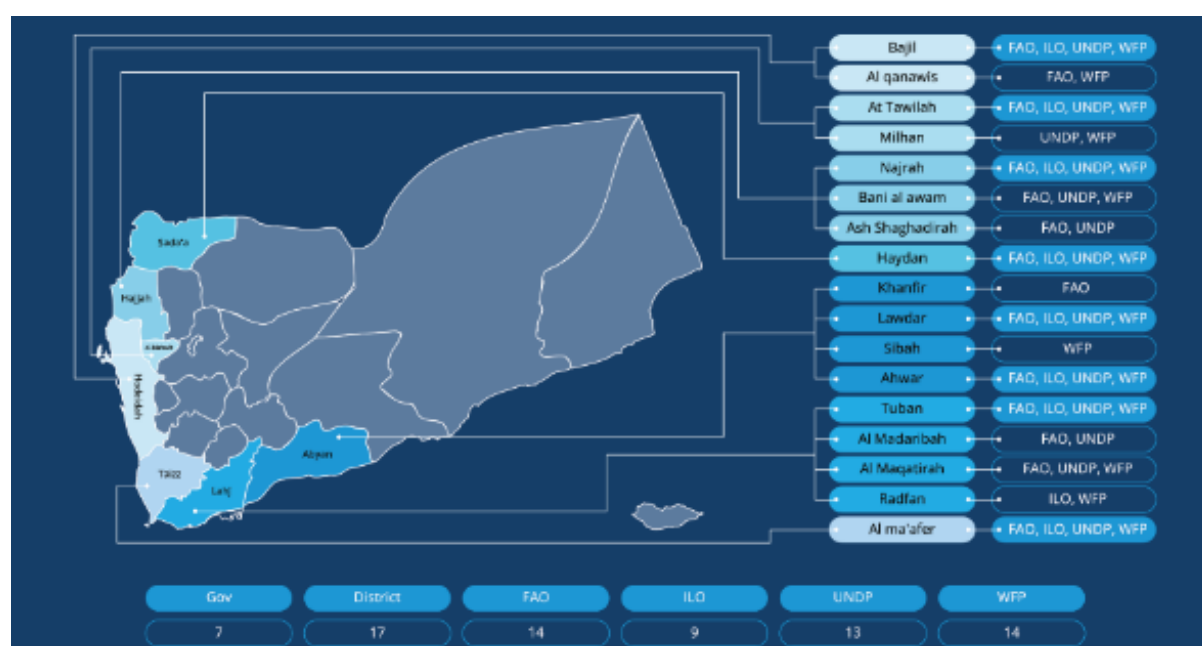 Bajil FAO, ILO, UNDP, WFP
Al qanawis FAO, WFP
At Tawilah FAO, ILO, UNDP, WFP
Milhan UNDP, WFP
Najrah FAO, ILO, UNDP, WFP
Bani al awam FAO, UNDP, WFP
Ash Shaghadirah FAO, UNDP
Haydan FAO, ILO, UNDP, WFP
Khanfir FAO
Lawdar FAO, ILO, UNDP, WFP
Sibah WFP
Ahwar FAO, ILO, UNDP, WFP
Tuban FAO, ILO, UNDP, WFP
Al Madaribah FAO, UNDP
Al Maqatirah FAO, UNDP, WFP
Radfan ILO, WFP
Al ma'afer FAO, ILO, UNDP, WFP
Sada'a
Hajjah
Hodeidah
Taizz
Lahj
Abyan
Gov District FAO ILO UNDP WFP
7 17 14 9 13 14